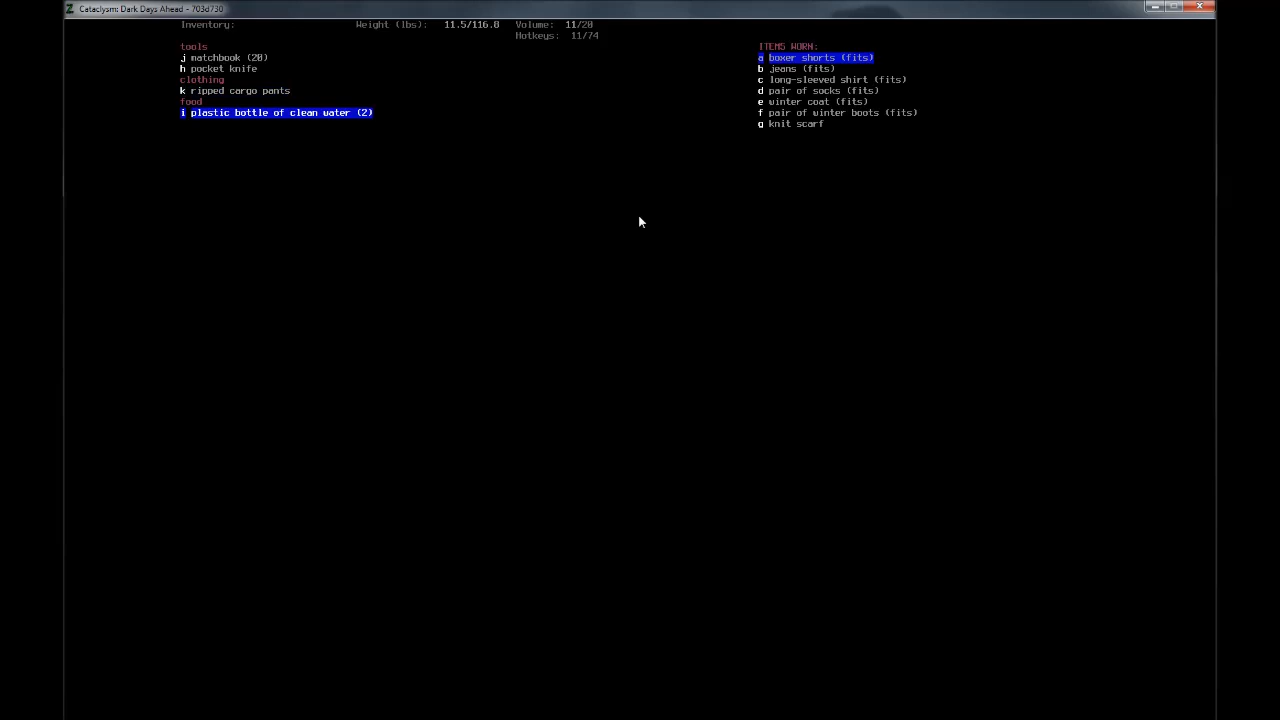 Cataclysm: Dark Days Ahead - 703d730
Inventory: Weight (lbs): 11.5/116.8 Volume: 11/20
Hotkeys: 11/74
tools
j matchbook (20)
h pocket knife
clothing
k ripped cargo pants
food
i plastic bottle of clean water (2)
ITEMS WORN:
a boxer shorts (fits)
b jeans (fits)
c long-sleeved shirt (fits)
d pair of socks (fits)
e winter coat (fits)
f pair of winter boots (fits)
g knit scarf